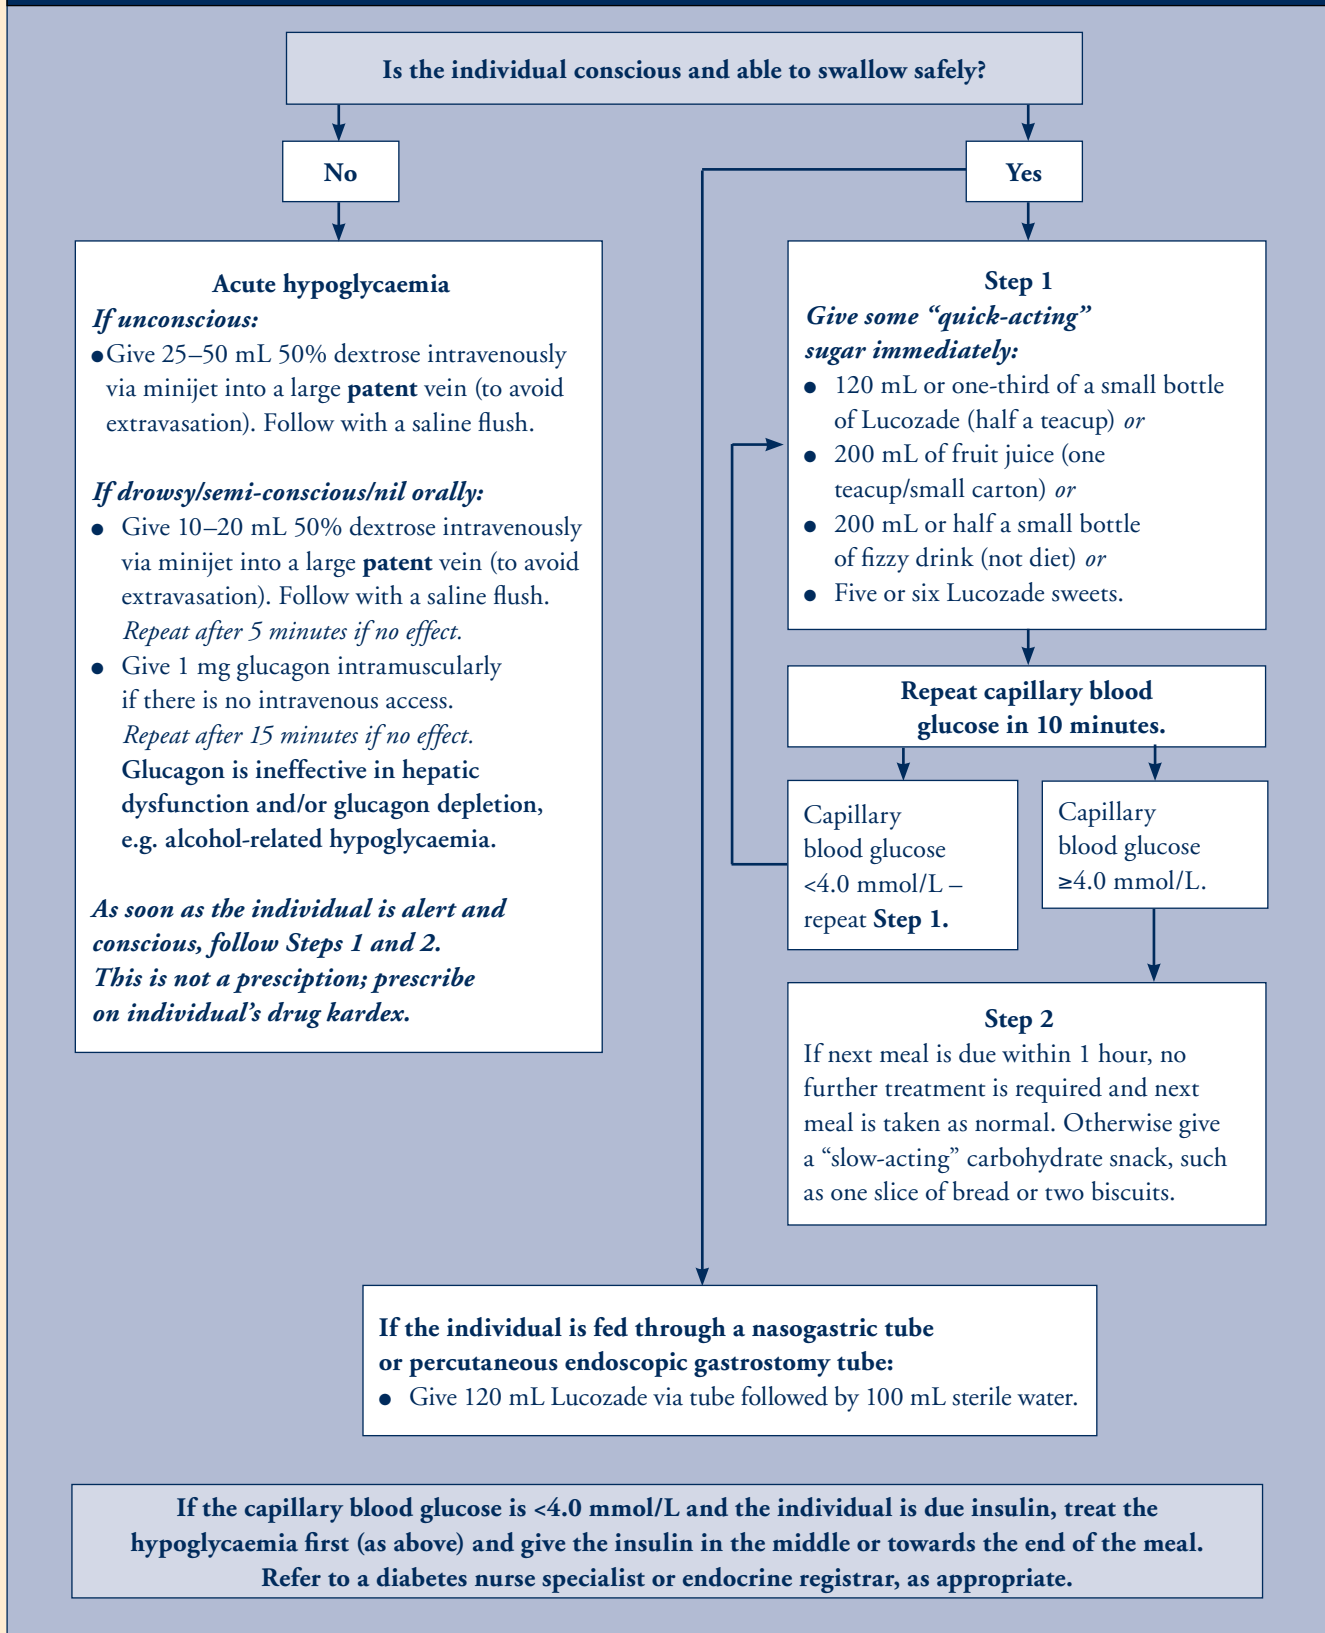 Is the individual conscious and able to swallow safely?
No
Yes
Acute hypoglycaemia
If unconscious:
● Give 25–50 mL 50% dextrose intravenously
via minijet into a large patent vein (to avoid
extravasation). Follow with a saline flush.
If drowsy/semi-conscious/nil orally:
● Give 10–20 mL 50% dextrose intravenously
via minijet into a large patent vein (to avoid
extravasation). Follow with a saline flush.
Repeat after 5 minutes if no effect.
● Give 1 mg glucagon intramuscularly
if there is no intravenous access.
Repeat after 15 minutes if no effect.
Glucagon is ineffective in hepatic
dysfunction and/or glucagon depletion,
e.g. alcohol-related hypoglycaemia.
As soon as the individual is alert and
conscious, follow Steps 1 and 2.
This is not a presciption; prescribe
on individual’s drug kardex.
Step 1
Give some “quick-acting”
sugar immediately:
● 120 mL or one-third of a small bottle
of Lucozade (half a teacup) or
● 200 mL of fruit juice (one
teacup/small carton) or
● 200 mL or half a small bottle
of fizzy drink (not diet) or
● Five or six Lucozade sweets.
Repeat capillary blood
glucose in 10 minutes.
Capillary
blood glucose
<4.0 mmol/L –
repeat Step 1.
Capillary
blood glucose
≥4.0 mmol/L.
Step 2
If next meal is due within 1 hour, no
further treatment is required and next
meal is taken as normal. Otherwise give
a “slow-acting” carbohydrate snack, such
as one slice of bread or two biscuits.
If the individual is fed through a nasogastric tube
or percutaneous endoscopic gastrostomy tube:
● Give 120 mL Lucozade via tube followed by 100 mL sterile water.
If the capillary blood glucose is <4.0 mmol/L and the individual is due insulin, treat the
hypoglycaemia first (as above) and give the insulin in the middle or towards the end of the meal.
Refer to a diabetes nurse specialist or endocrine registrar, as appropriate.